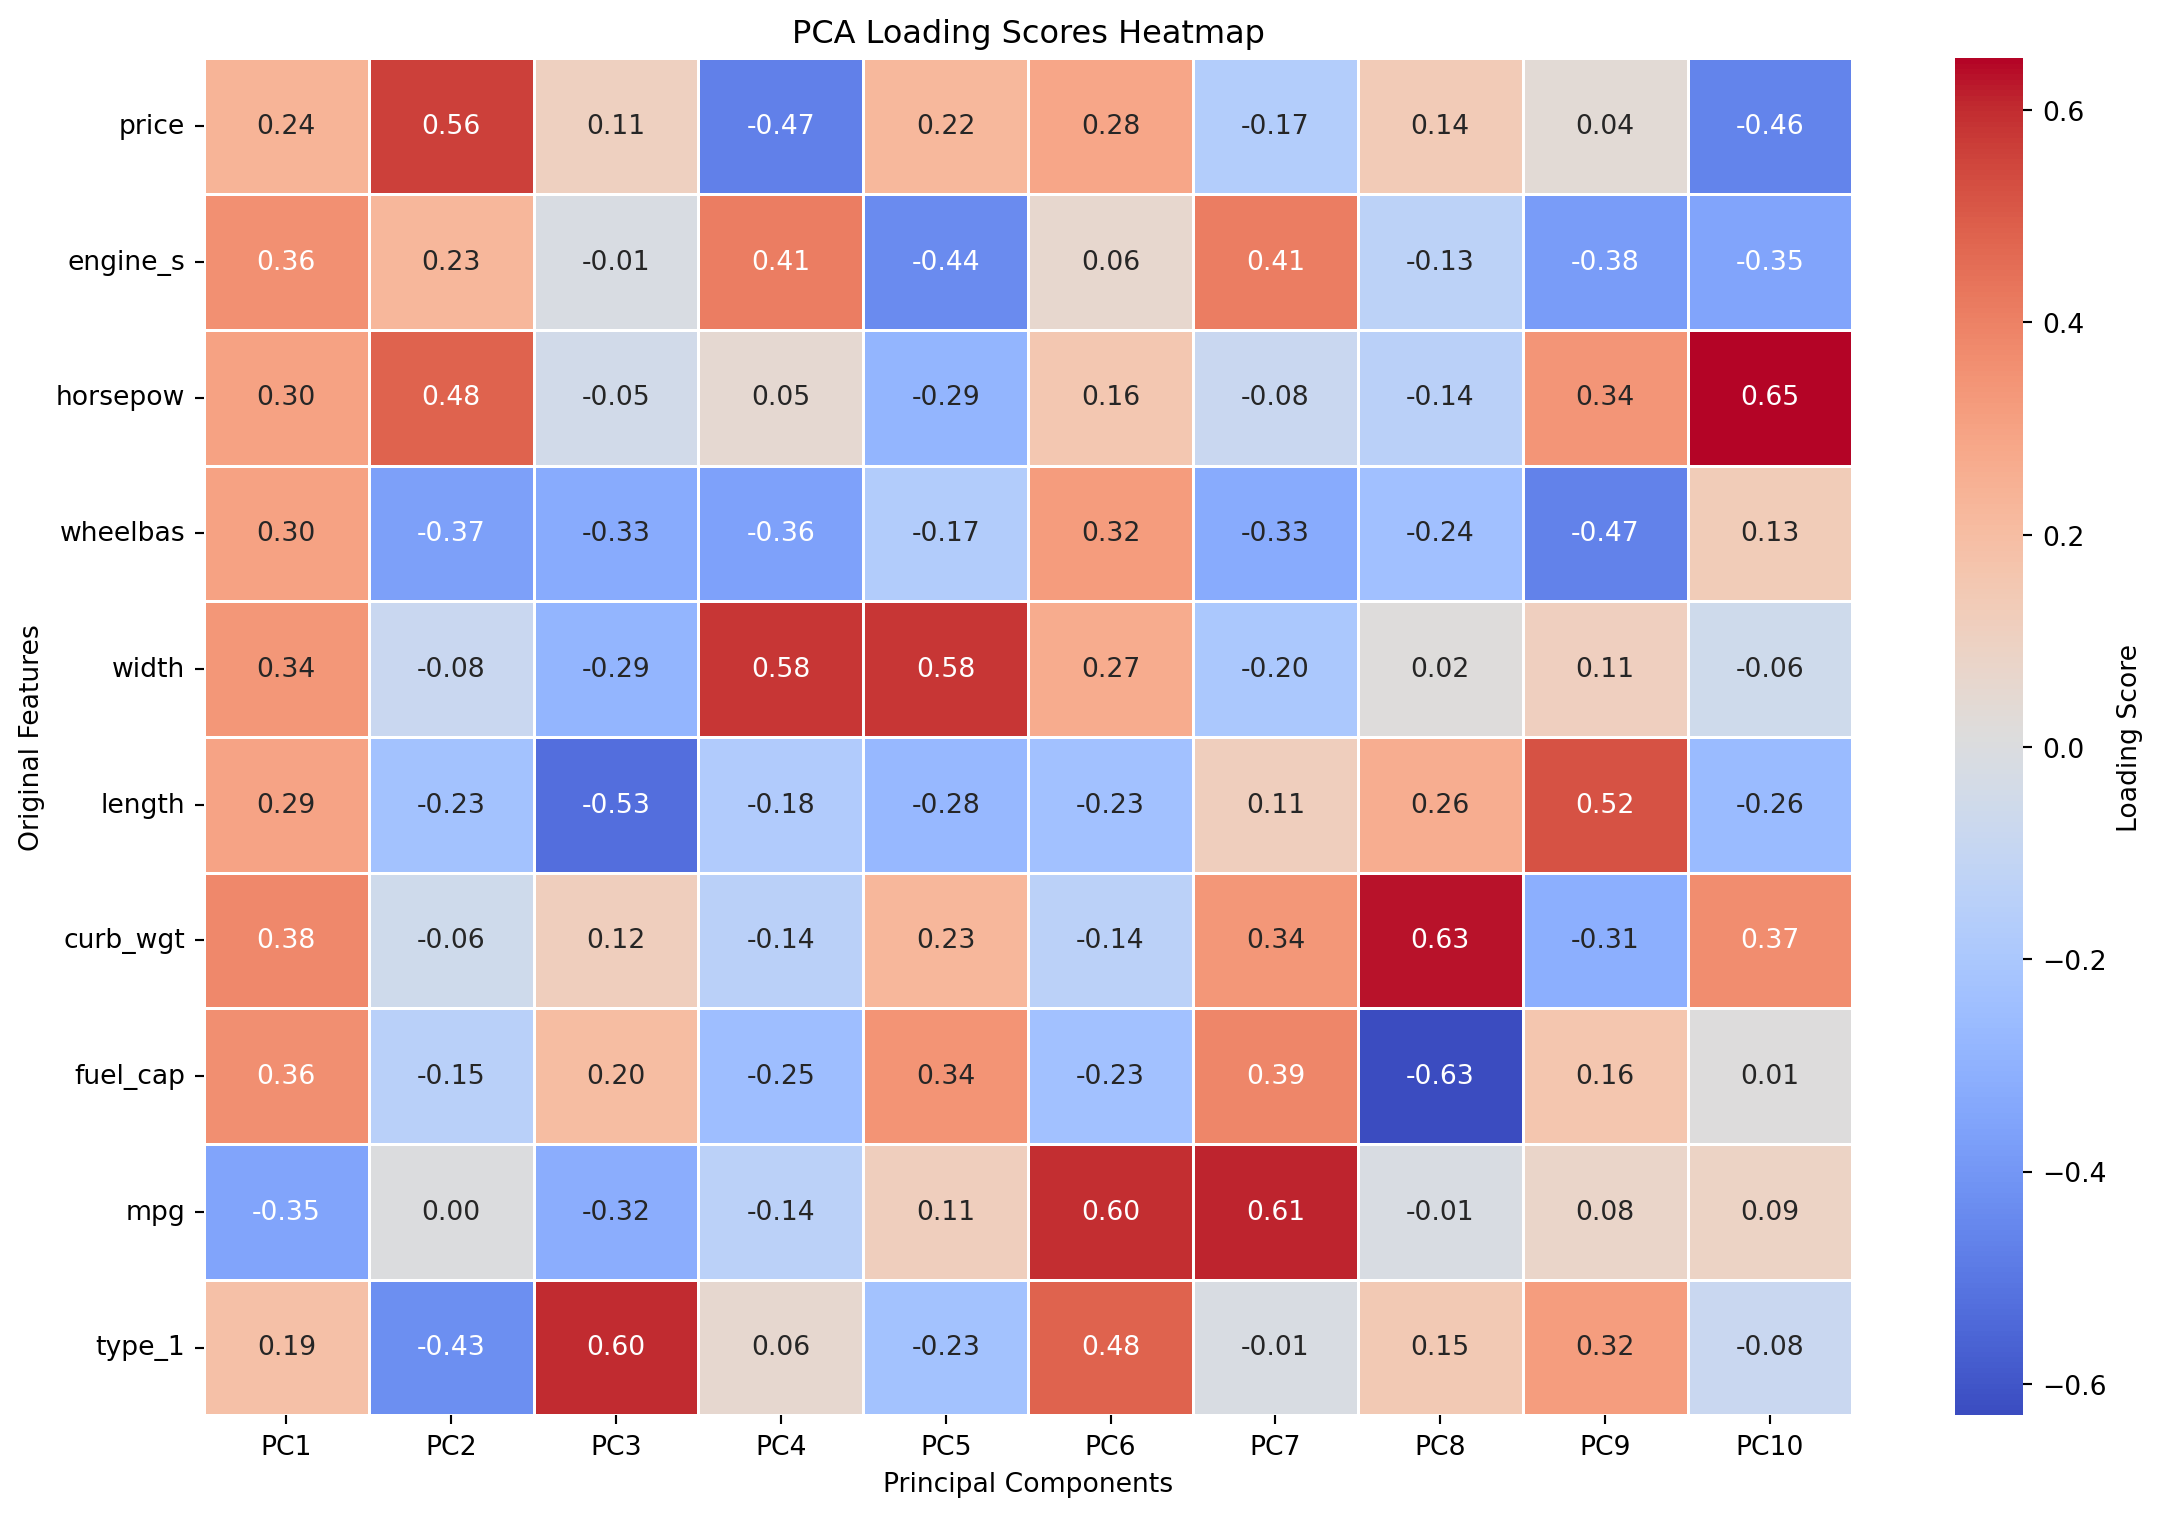 PCA Loading Scores Heatmap
price 0.24 0.56 0.11 -0.47 0.22 0.28 -0.17 0.14 0.04 -0.46
engine_s 0.36 0.23 -0.01 0.41 -0.44 0.06 0.41 -0.13 -0.38 -0.35
horsepow 0.30 0.48 -0.05 0.05 -0.29 0.16 -0.08 -0.14 0.34 0.65
wheelbas 0.30 -0.37 -0.33 -0.36 -0.17 0.32 -0.33 -0.24 -0.47 0.13
width 0.34 -0.08 -0.29 0.58 0.58 0.27 -0.20 0.02 0.11 -0.06
length 0.29 -0.23 -0.53 -0.18 -0.28 -0.23 0.11 0.26 0.52 -0.26
curb_wgt 0.38 -0.06 0.12 -0.14 0.23 -0.14 0.34 0.63 -0.31 0.37
fuel_cap 0.36 -0.15 0.20 -0.25 0.34 -0.23 0.39 -0.63 0.16 0.01
mpg -0.35 0.00 -0.32 -0.14 0.11 0.60 0.61 -0.01 0.08 0.09
type_1 0.19 -0.43 0.60 0.06 -0.23 0.48 -0.01 0.15 0.32 -0.08
PC1 PC2 PC3 PC4 PC5 PC6 PC7 PC8 PC9 PC10
Principal Components
Original Features
0.6
0.4
0.2
0.0
−0.2
−0.4
−0.6
Loading Score